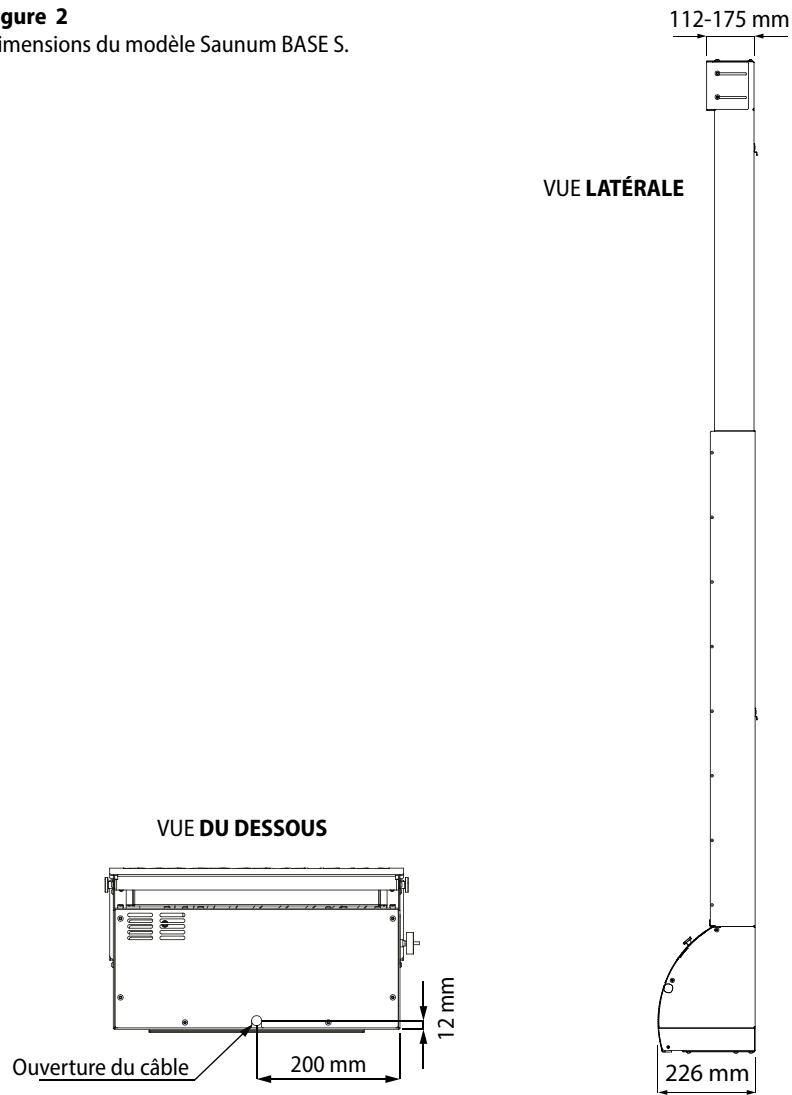 gure 2
imensions du modèle Saunum BASE S.
112-175 mm
VUE LATÉRALE
VUE DU DESSOUS
12 mm
Ouverture du câble
200 mm
226 mm